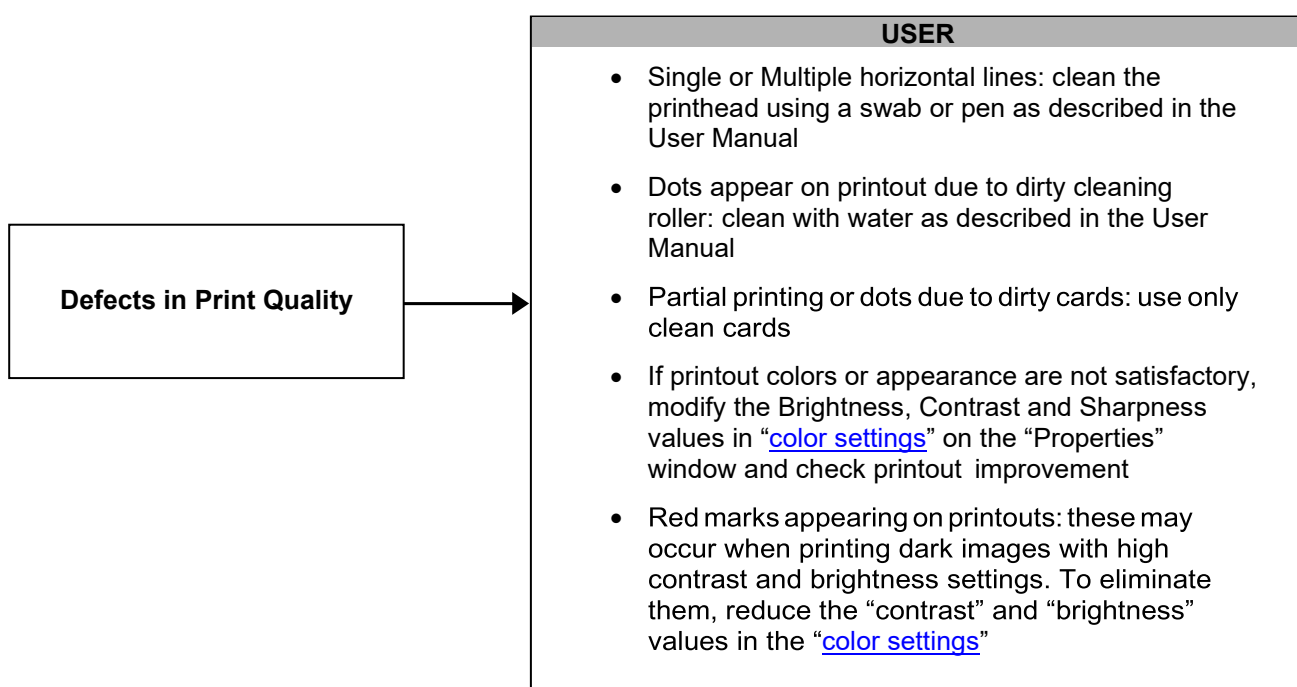 USER
• Single or Multiple horizontal lines: clean the
printhead using a swab or pen as described in the
User Manual
• Dots appear on printout due to dirty cleaning
roller: clean with water as described in the User
Manual
Defects in Print Quality
• Partial printing or dots due to dirty cards: use only
clean cards
• If printout colors or appearance are not satisfactory,
modify the Brightness, Contrast and Sharpness
values in “color settings” on the “Properties”
window and check printout improvement
• Red marks appearing on printouts: these may
occur when printing dark images with high
contrast and brightness settings. To eliminate
them, reduce the “contrast” and “brightness”
values in the “color settings”